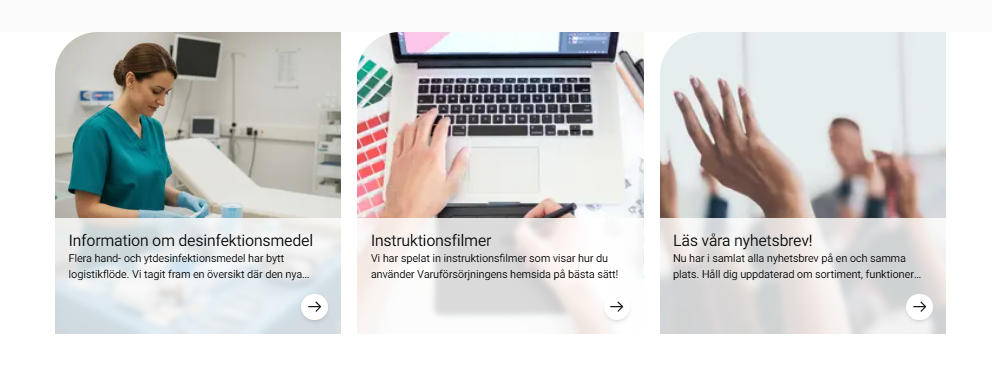 Information om desinfektionsmedel
Flera hand- och ytdesinfektionsmedel har bytt
logistikflöde. Vi tagit fram en översikt där den nya...
Instruktionsfilmer
Vi har spelat in instruktionsfilmer som visar hur du
använder Varuförsörjningens hemsida på bästa sätt!
Läs våra nyhetsbrev!
Nu har i samlat alla nyhetsbrev på en och samma
plats. Håll dig uppdaterad om sortiment, funktioner...